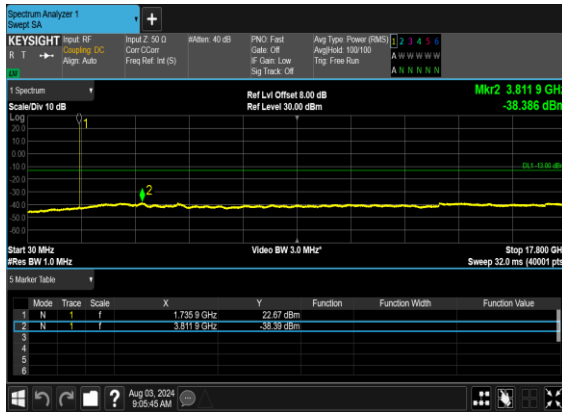 Spectrum Analyzer 1
Swept SA
KEYSIGHT Input: RF Input Z: 50 Ω #Atten: 40 dB PNO: Fast Avg Type: Power (RMS) 1 2 3 4 5 6
R T Coupling: DC Corr CCorr Gate: Off Avg|Hold: 100/100 A W W W W W
Align: Auto Freq Ref: Int (S) IF Gain: Low Trig: Free Run
LXI Sig Track: Off A N N N N N
1 Spectrum Ref Lvl Offset 8.00 dB Mkr2 3.811 9 GHz
Scale/Div 10 dB Ref Level 30.00 dBm -38.386 dBm
Log
1
20.0
10.0
0.00
-10.0
DL1 -13.00 dBm
-20.0
-30.0
2
-40.0
-50.0
-60.0
Start 30 MHz Video BW 3.0 MHz* Stop 17.800 GHz
#Res BW 1.0 MHz Sweep 32.0 ms (40001 pts)
5 Marker Table
Mode Trace Scale X Y Function Function Width Function Value
1 N 1 f 1.735 9 GHz 22.67 dBm
2 N 1 f 3.811 9 GHz -38.39 dBm
3
4
5
6
? Aug 03, 2024
9:05:45 AM